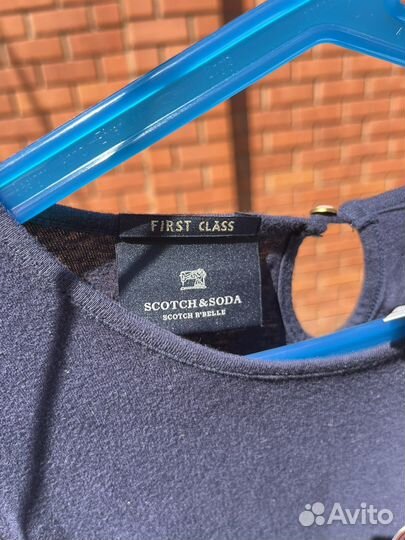 FIRST CLASS
SCOTCH & SODA
SCOTCH R'BELLE
Avito